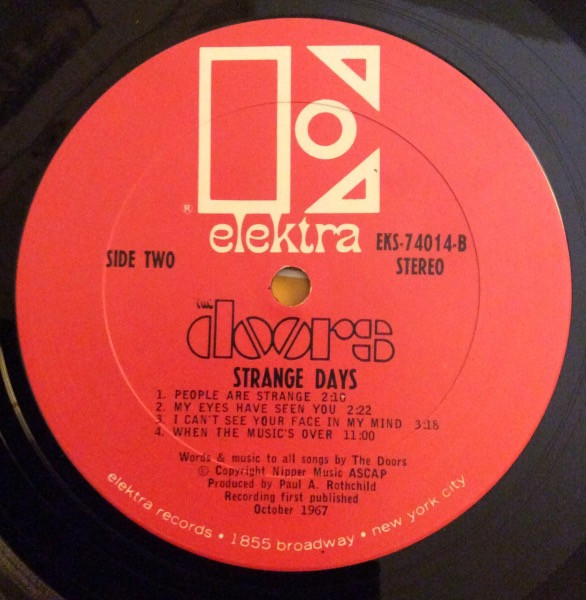 ®
elektra
SIDE TWO
EKS-74014-B
STEREO
the
doors
STRANGE DAYS
1. PEOPLE ARE STRANGE 2:10
2. MY EYES HAVE SEEN YOU 2:22
3. I CAN'T SEE YOUR FACE IN MY MIND 3:18
4. WHEN THE MUSIC'S OVER 11:00
Words & music to all songs by The Doors
© Copyright Nipper Music ASCAP
Produced by Paul A. Rothchild
Recording first published
October 1967
elektra records • 1855 broadway • new york city